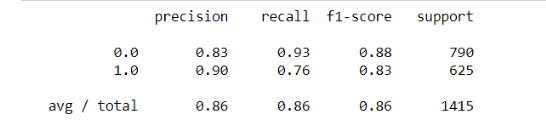 precision recall f1-score support
0.0 0.83 0.93 0.88 790
1.0 0.90 0.76 0.83 625
avg / total 0.86 0.86 0.86 1415